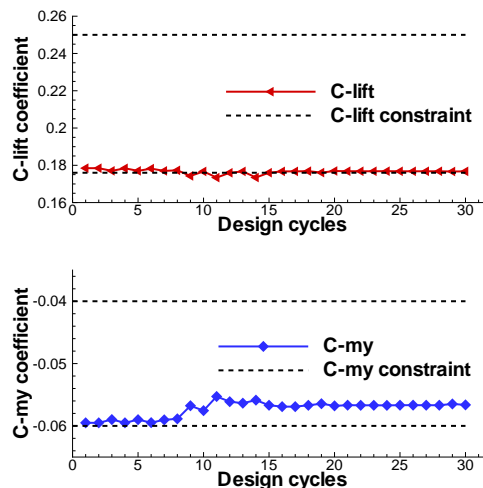 0.26
0.24
0.22
0.2
0.18
0.16
C-lift coefficient
C-lift
C-lift constraint
0 5 10 15 20 25 30
Design cycles
-0.04
-0.05
-0.06
C-my coefficient
C-my
C-my constraint
0 5 10 15 20 25 30
Design cycles